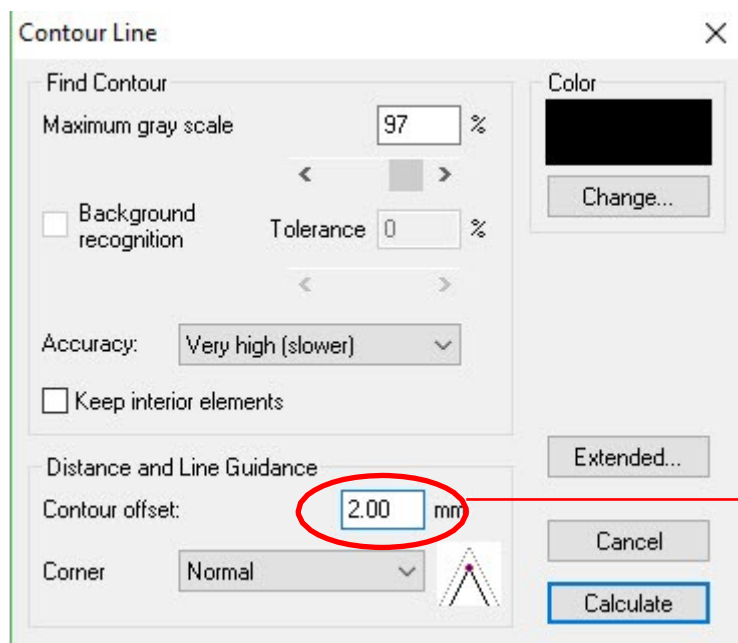 Contour Line
Find Contour
Maximum gray scale 97 %
Background
recognition
Tolerance 0 %
Accuracy: Very high (slower)
Keep interior elements
Color
Change...
Distance and Line Guidance
Contour offset: 2.00 mm
Corner Normal
Extended...
Cancel
Calculate